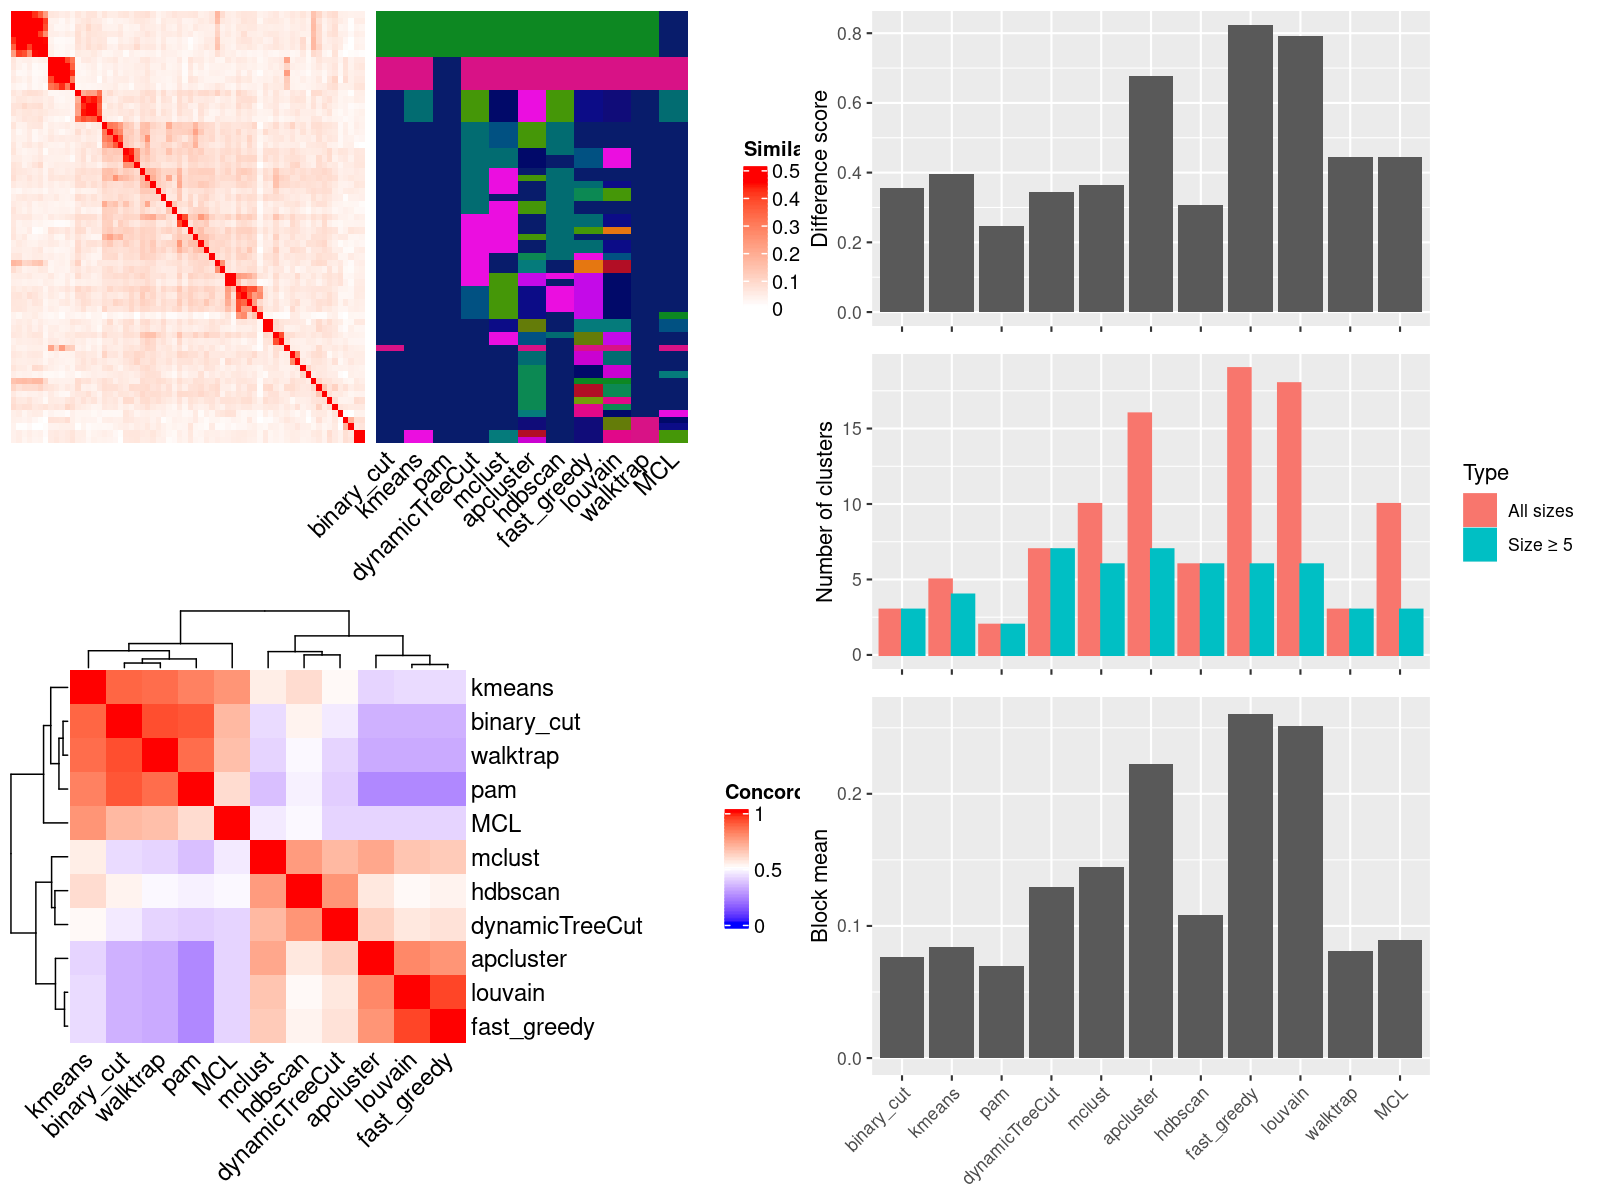 Simila
0.5
0.4
0.3
0.2
0.1
0
binary_cut
kmeans
pam
dynamicTreeCut
mclust
apcluster
hdbscan
fast_greedy
louvain
walktrap
MCL
kmeans
binary_cut
walktrap
pam
MCL
mclust
hdbscan
dynamicTreeCut
apcluster
louvain
fast_greedy
kmeans
binary_cut
walktrap
pam
MCL
mclust
hdbscan
dynamicTreeCut
apcluster
louvain
fast_greedy
Concord
1
0.5
0
Difference score
0.8
0.6
0.4
0.2
0.0
Number of clusters
15
10
5
0
Type
All sizes
Size ≥ 5
Block mean
0.2
0.1
0.0
binary_cut
kmeans
pam
dynamicTreeCut
mclust
apcluster
hdbscan
fast_greedy
louvain
walktrap
MCL